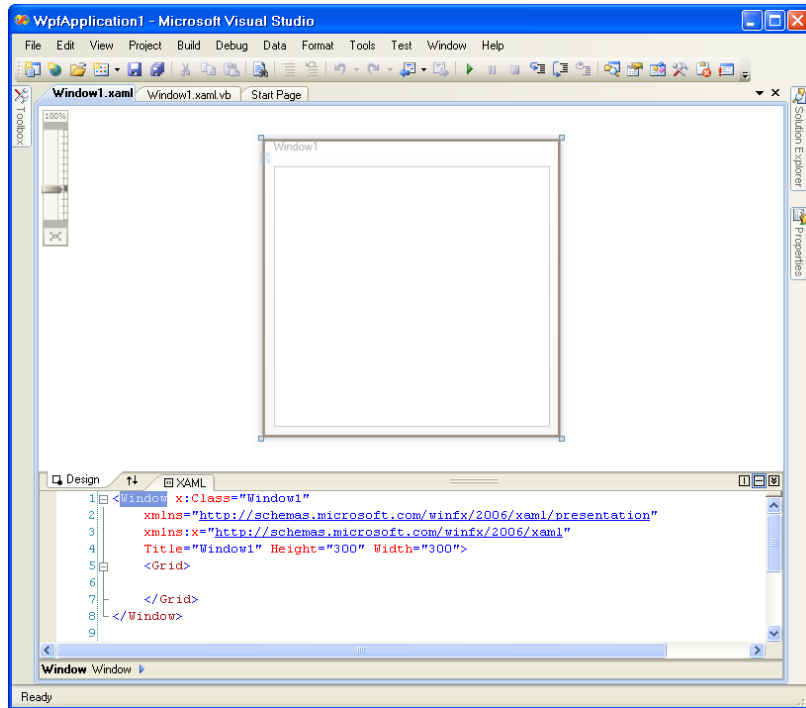 WpfApplication1 - Microsoft Visual Studio
File Edit View Project Build Debug Data Format Tools Test Window Help
Window1.xaml Window1.xaml.vb Start Page
Toolbox
100%
Window1
Solution Explorer
Properties
Design XAML
1 <Window x:Class="Window1"
2 xmlns="http://schemas.microsoft.com/winfx/2006/xaml/presentation"
3 xmlns:x="http://schemas.microsoft.com/winfx/2006/xaml"
4 Title="Window1" Height="300" Width="300">
5 <Grid>
6
7 </Grid>
8 </Window>
9
Window Window
Ready